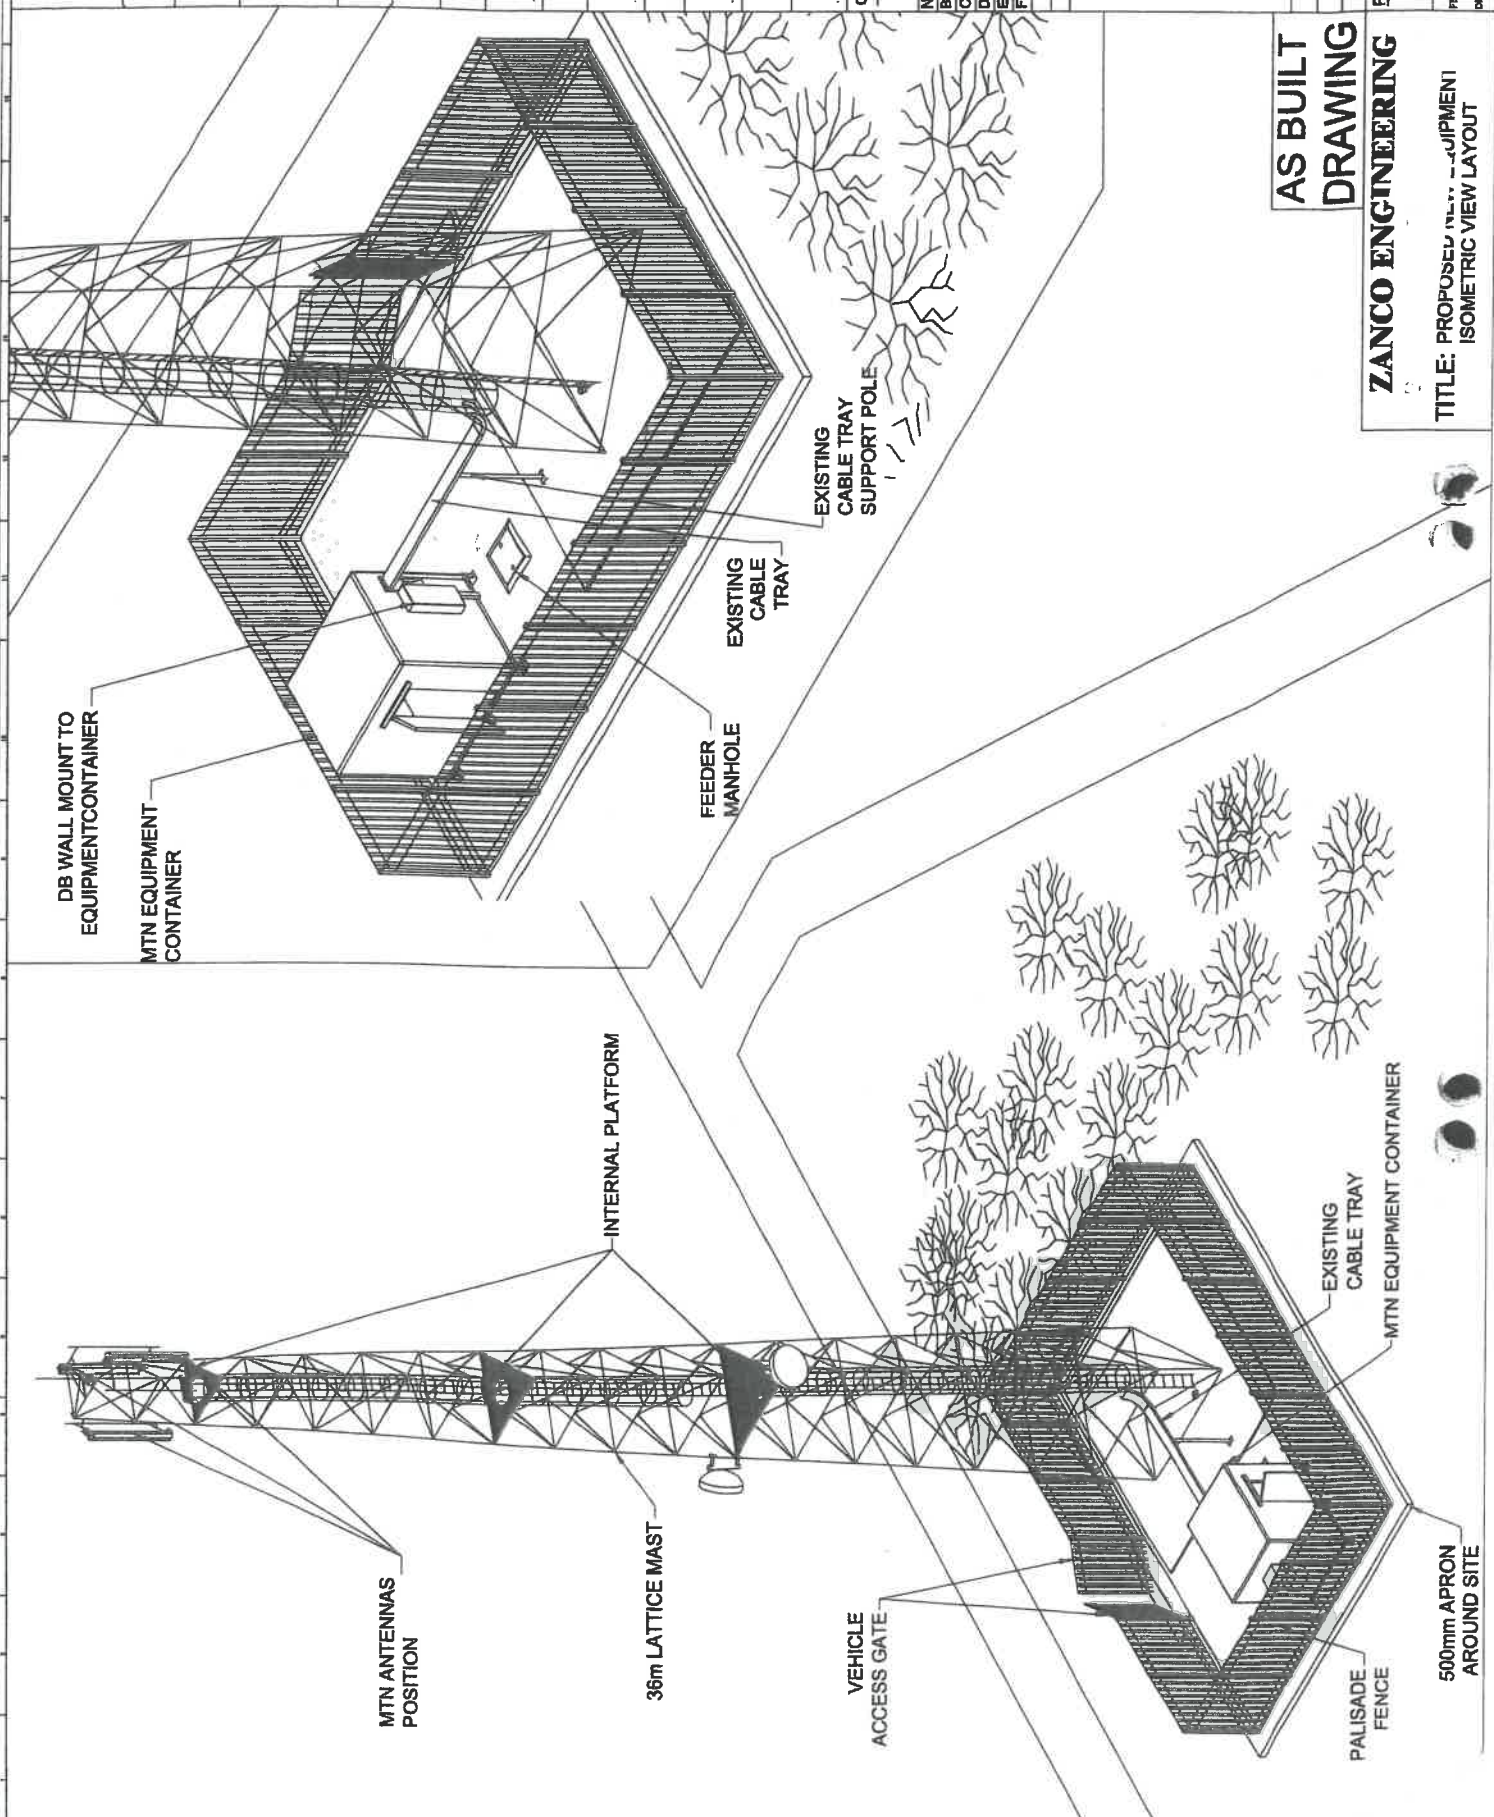 MTN ANTENNAS
POSITION
36m LATTICE MAST
INTERNAL PLATFORM
VEHICLE
ACCESS GATE
PALISADE
FENCE
500mm APRON
AROUND SITE
EXISTING
CABLE TRAY
MTN EQUIPMENT CONTAINER
DB WALL MOUNT TO
EQUIPMENTCONTAINER
MTN EQUIPMENT
CONTAINER
FEEDER
MANHOLE
EXISTING
CABLE
TRAY
EXISTING
CABLE TRAY
SUPPORT POLE
AS BUILT
DRAWING
ZANCO ENGINEERING
TITLE: PROPOSED NEW EQUIPMENT
ISOMETRIC VIEW LAYOUT